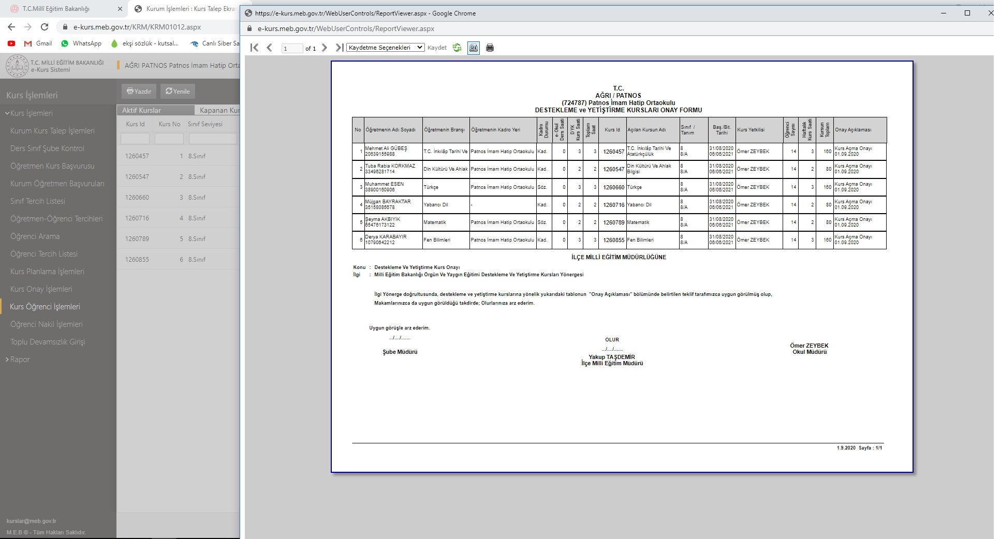 T.C.Millî Eğitim Bakanlığı
Kurum İşlemleri : Kurs Talep Ekra
e-kurs.meb.gov.tr/KRM/KRM01012.aspx
Gmail
WhatsApp
ekşi sözlük - kutsal...
Canlı Siber Sa
T.C. MİLLİ EĞİTİM BAKANLIĞI
e-Kurs Sistemi
AĞRI PATNOS Patnos İmam Hatip Orta
Kurs İşlemleri
Kurs İşlemleri
Kurum Kurs Talep İşlemleri
Ders Sınıf Şube Kontrol
Öğretmen Kurs Başvurusu
Kurum Öğretmen Başvuruları
Sınıf Tercih Listesi
Öğretmen-Öğrenci Tercihleri
Öğrenci Arama
Öğrenci Tercih Listesi
Kurs Planlama İşlemleri
Kurs Onay İşlemleri
Kurs Öğrenci İşlemleri
Öğrenci Nakil İşlemleri
Toplu Devamsızlık Girişi
Rapor
kurslar@meb.gov.tr
M.E.B © - Tüm Hakları Saklıdır.
Yazdır Yenile
Aktif Kurslar Kapanan Kur
Kurs Id Kurs No Sınıf Seviyesi
1260457 1 8.Sınıf
1260547 2 8.Sınıf
1260660 3 8.Sınıf
1260716 4 8.Sınıf
1260789 5 8.Sınıf
1260855 6 8.Sınıf
https://e-kurs.meb.gov.tr/WebUserControls/ReportViewer.aspx - Google Chrome
e-kurs.meb.gov.tr/WebUserControls/ReportViewer.aspx
1 of 1 Kaydetme Seçenekleri Kaydet
T.C.
AĞRI / PATNOS
(724787) Patnos İmam Hatip Ortaokulu
DESTEKLEME ve YETİŞTİRME KURSLARI ONAY FORMU
No Öğretmenin Adı Soyadı Öğretmenin Branşı Öğretmenin Kadro Yeri Kadro Durumu e-Okul Ders Saati DYK Kurs Saati Toplam Saat Kurs Id Açılan Kursun Adı Sınıf / Tanım Baş./Bit. Tarihi Kurs Yetkilisi Öğrenci Sayısı Haftalık Kurs Saati Kursun Toplam Onay Açıklaması
1 Mehmet Ali GÜBEŞ 20639155988 T.C. İnkılâp Tarihi Ve Patnos İmam Hatip Ortaokulu Kad. 0 3 3 1260457 T.C. İnkılâp Tarihi Ve Atatürkçülük 8 8/A 31/08/2020 06/06/2021 Ömer ZEYBEK 14 3 160 Kurs Açma Onayı 01.09.2020
2 Tuba Rabia KORKMAZ 33496281714 Din Kültürü Ve Ahlak Patnos İmam Hatip Ortaokulu Kad. 0 2 2 1260547 Din Kültürü Ve Ahlak Bilgisi 8 8/A 31/08/2020 06/06/2021 Ömer ZEYBEK 14 2 80 Kurs Açma Onayı 01.09.2020
3 Muhammet ESEN 38900160906 Türkçe Patnos İmam Hatip Ortaokulu Söz. 0 3 3 1260660 Türkçe 8 8/A 31/08/2020 06/06/2021 Ömer ZEYBEK 14 3 160 Kurs Açma Onayı 01.09.2020
4 Müjgan BAYRAKTAR 35158085678 Yabancı Dil - Kad. 0 2 2 1260716 Yabancı Dil 8 8/A 31/08/2020 06/06/2021 Ömer ZEYBEK 14 2 80 Kurs Açma Onayı 01.09.2020
5 Şeyma AKBIYIK 65476173122 Matematik Patnos İmam Hatip Ortaokulu Söz. 0 2 2 1260789 Matematik 8 8/A 31/08/2020 06/06/2021 Ömer ZEYBEK 14 2 80 Kurs Açma Onayı 01.09.2020
6 Derya KARABAYIR 10790642212 Fen Bilimleri Patnos İmam Hatip Ortaokulu Kad. 0 3 3 1260855 Fen Bilimleri 8 8/A 31/08/2020 06/06/2021 Ömer ZEYBEK 14 3 160 Kurs Açma Onayı 01.09.2020
İLÇE MİLLİ EĞİTİM MÜDÜRLÜĞÜNE
Konu : Destekleme Ve Yetiştirme Kurs Onayı
İlgi : Milli Eğitim Bakanlığı Örgün Ve Yaygın Eğitimi Destekleme Ve Yetiştirme Kursları Yönergesi
İlgi Yönerge doğrultusunda, destekleme ve yetiştirme kurslarına yönelik yukarıdaki tablonun "Onay Açıklaması" bölümünde belirtilen teklif tarafımızca uygun görülmüş olup,
Makamlarınızca da uygun görüldüğü takdirde; Olurlarınıza arz ederim.
Uygun görüşle arz ederim.
.../..../.......
Şube Müdürü
OLUR
.../..../.......
Yakup TAŞDEMİR
İlçe Milli Eğitim Müdürü
Ömer ZEYBEK
Okul Müdürü
1.9.2020 Sayfa : 1/1